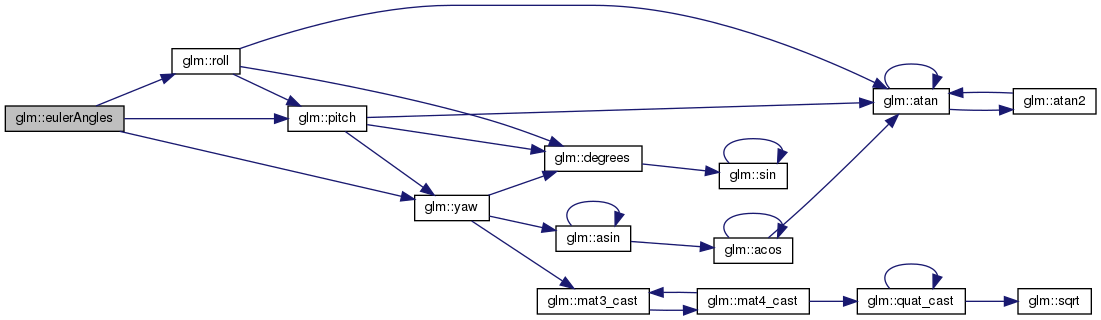 glm::roll
glm::eulerAngles
glm::pitch
glm::atan
glm::atan2
glm::degrees
glm::sin
glm::yaw
glm::asin
glm::acos
glm::mat3_cast
glm::mat4_cast
glm::quat_cast
glm::sqrt